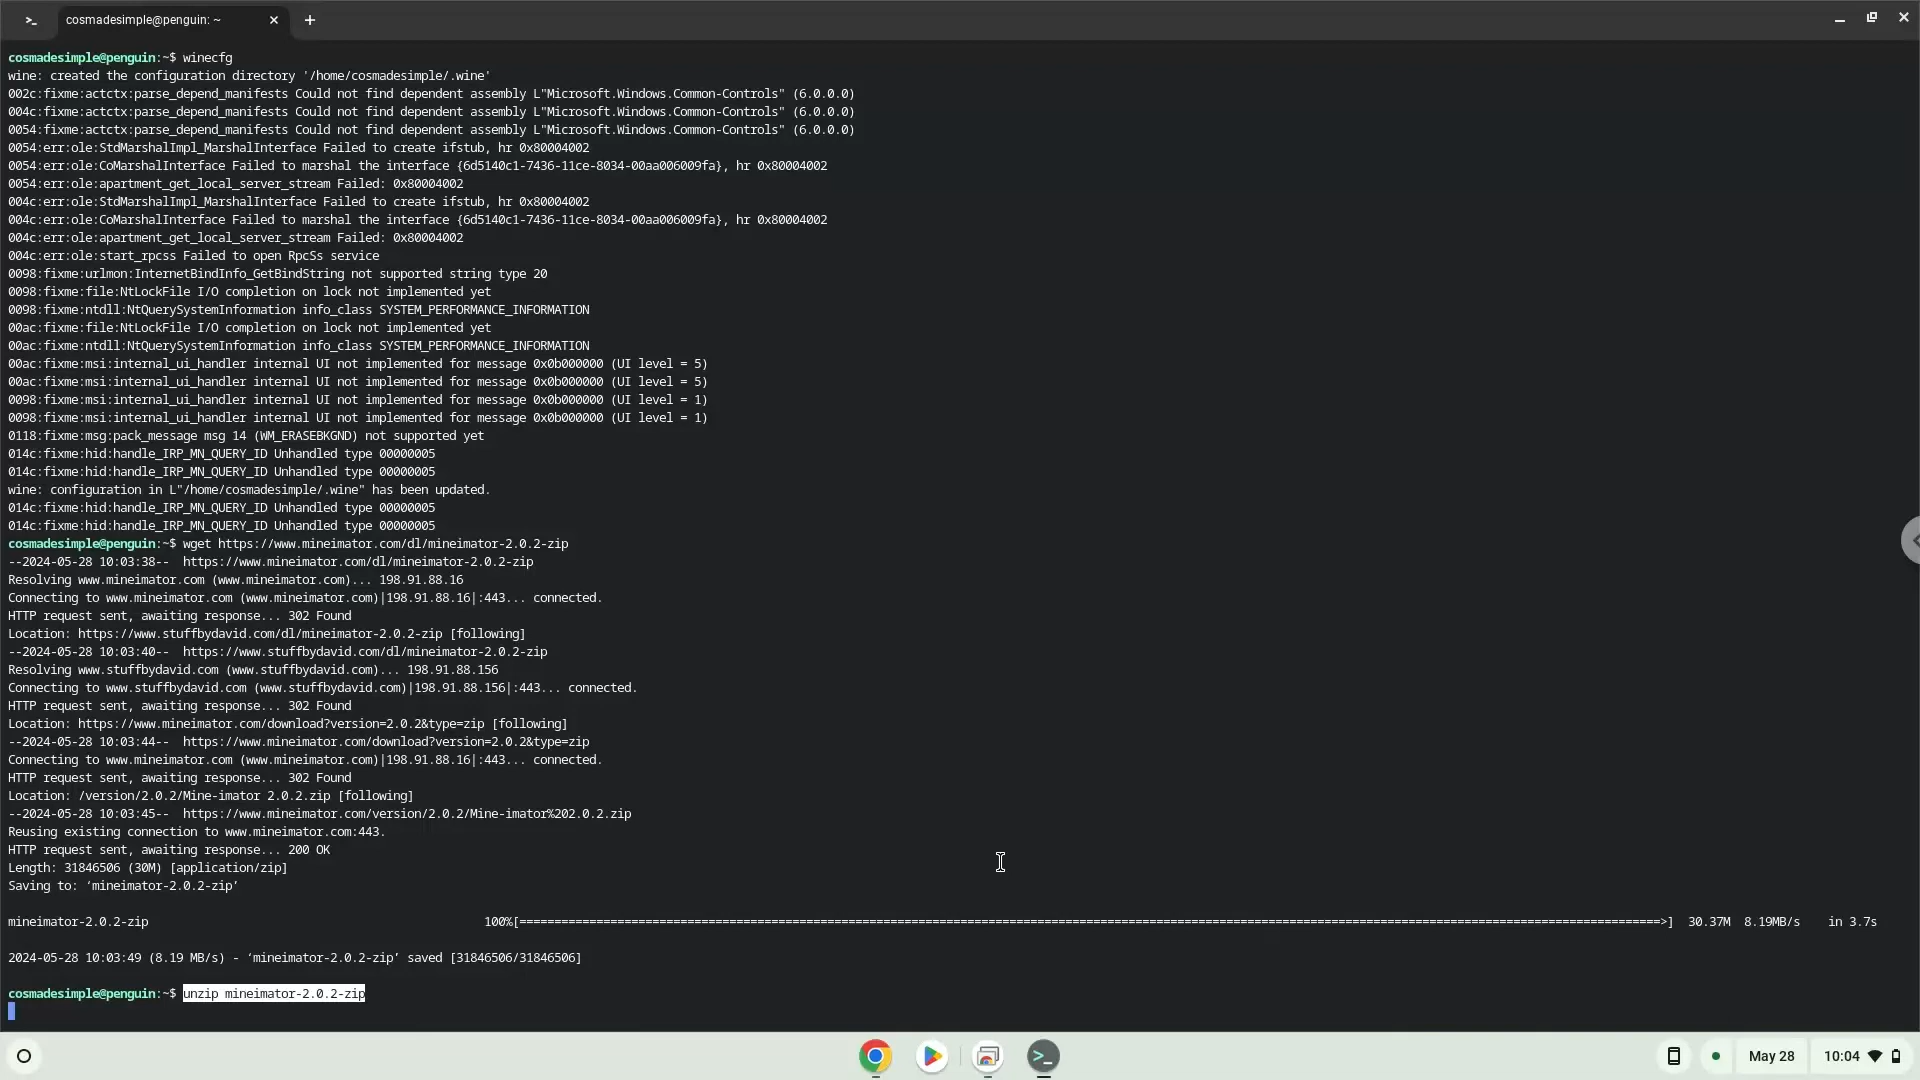 cosmadesimple@penguin: ~
cosmadesimple@penguin:~$ winecfg
wine: created the configuration directory '/home/cosmadesimple/.wine'
002c:fixme:actctx:parse_depend_manifests Could not find dependent assembly L"Microsoft.Windows.Common-Controls" (6.0.0.0)
004c:fixme:actctx:parse_depend_manifests Could not find dependent assembly L"Microsoft.Windows.Common-Controls" (6.0.0.0)
0054:fixme:actctx:parse_depend_manifests Could not find dependent assembly L"Microsoft.Windows.Common-Controls" (6.0.0.0)
0054:err:ole:StdMarshalImpl_MarshalInterface Failed to create ifstub, hr 0x80004002
0054:err:ole:CoMarshalInterface Failed to marshal the interface {6d5140c1-7436-11ce-8034-00aa006009fa}, hr 0x80004002
0054:err:ole:apartment_get_local_server_stream Failed: 0x80004002
004c:err:ole:StdMarshalImpl_MarshalInterface Failed to create ifstub, hr 0x80004002
004c:err:ole:CoMarshalInterface Failed to marshal the interface {6d5140c1-7436-11ce-8034-00aa006009fa}, hr 0x80004002
004c:err:ole:apartment_get_local_server_stream Failed: 0x80004002
004c:err:ole:start_rpcss Failed to open RpcSs service
0098:fixme:urlmon:InternetBindInfo_GetBindString not supported string type 20
0098:fixme:file:NtLockFile I/O completion on lock not implemented yet
0098:fixme:ntdll:NtQuerySystemInformation info_class SYSTEM_PERFORMANCE_INFORMATION
00ac:fixme:file:NtLockFile I/O completion on lock not implemented yet
00ac:fixme:ntdll:NtQuerySystemInformation info_class SYSTEM_PERFORMANCE_INFORMATION
00ac:fixme:msi:internal_ui_handler internal UI not implemented for message 0x0b000000 (UI level = 5)
00ac:fixme:msi:internal_ui_handler internal UI not implemented for message 0x0b000000 (UI level = 5)
0098:fixme:msi:internal_ui_handler internal UI not implemented for message 0x0b000000 (UI level = 1)
0098:fixme:msi:internal_ui_handler internal UI not implemented for message 0x0b000000 (UI level = 1)
0118:fixme:msg:pack_message msg 14 (WM_ERASEBKGND) not supported yet
014c:fixme:hid:handle_IRP_MN_QUERY_ID Unhandled type 00000005
014c:fixme:hid:handle_IRP_MN_QUERY_ID Unhandled type 00000005
wine: configuration in L"/home/cosmadesimple/.wine" has been updated.
014c:fixme:hid:handle_IRP_MN_QUERY_ID Unhandled type 00000005
014c:fixme:hid:handle_IRP_MN_QUERY_ID Unhandled type 00000005
cosmadesimple@penguin:~$ wget https://www.mineimator.com/dl/mineimator-2.0.2-zip
--2024-05-28 10:03:38--  https://www.mineimator.com/dl/mineimator-2.0.2-zip
Resolving www.mineimator.com (www.mineimator.com)... 198.91.88.16
Connecting to www.mineimator.com (www.mineimator.com)|198.91.88.16|:443... connected.
HTTP request sent, awaiting response... 302 Found
Location: https://www.stuffbydavid.com/dl/mineimator-2.0.2-zip [following]
--2024-05-28 10:03:40--  https://www.stuffbydavid.com/dl/mineimator-2.0.2-zip
Resolving www.stuffbydavid.com (www.stuffbydavid.com)... 198.91.88.156
Connecting to www.stuffbydavid.com (www.stuffbydavid.com)|198.91.88.156|:443... connected.
HTTP request sent, awaiting response... 302 Found
Location: https://www.mineimator.com/download?version=2.0.2&type=zip [following]
--2024-05-28 10:03:44--  https://www.mineimator.com/download?version=2.0.2&type=zip
Connecting to www.mineimator.com (www.mineimator.com)|198.91.88.16|:443... connected.
HTTP request sent, awaiting response... 302 Found
Location: /version/2.0.2/Mine-imator 2.0.2.zip [following]
--2024-05-28 10:03:45--  https://www.mineimator.com/version/2.0.2/Mine-imator%202.0.2.zip
Reusing existing connection to www.mineimator.com:443.
HTTP request sent, awaiting response... 200 OK
Length: 31846506 (30M) [application/zip]
Saving to: ‘mineimator-2.0.2-zip’
mineimator-2.0.2-zip 100%[===================>] 30.37M 8.19MB/s in 3.7s
2024-05-28 10:03:49 (8.19 MB/s) - ‘mineimator-2.0.2-zip’ saved [31846506/31846506]
cosmadesimple@penguin:~$ unzip mineimator-2.0.2-zip
May 28 10:04